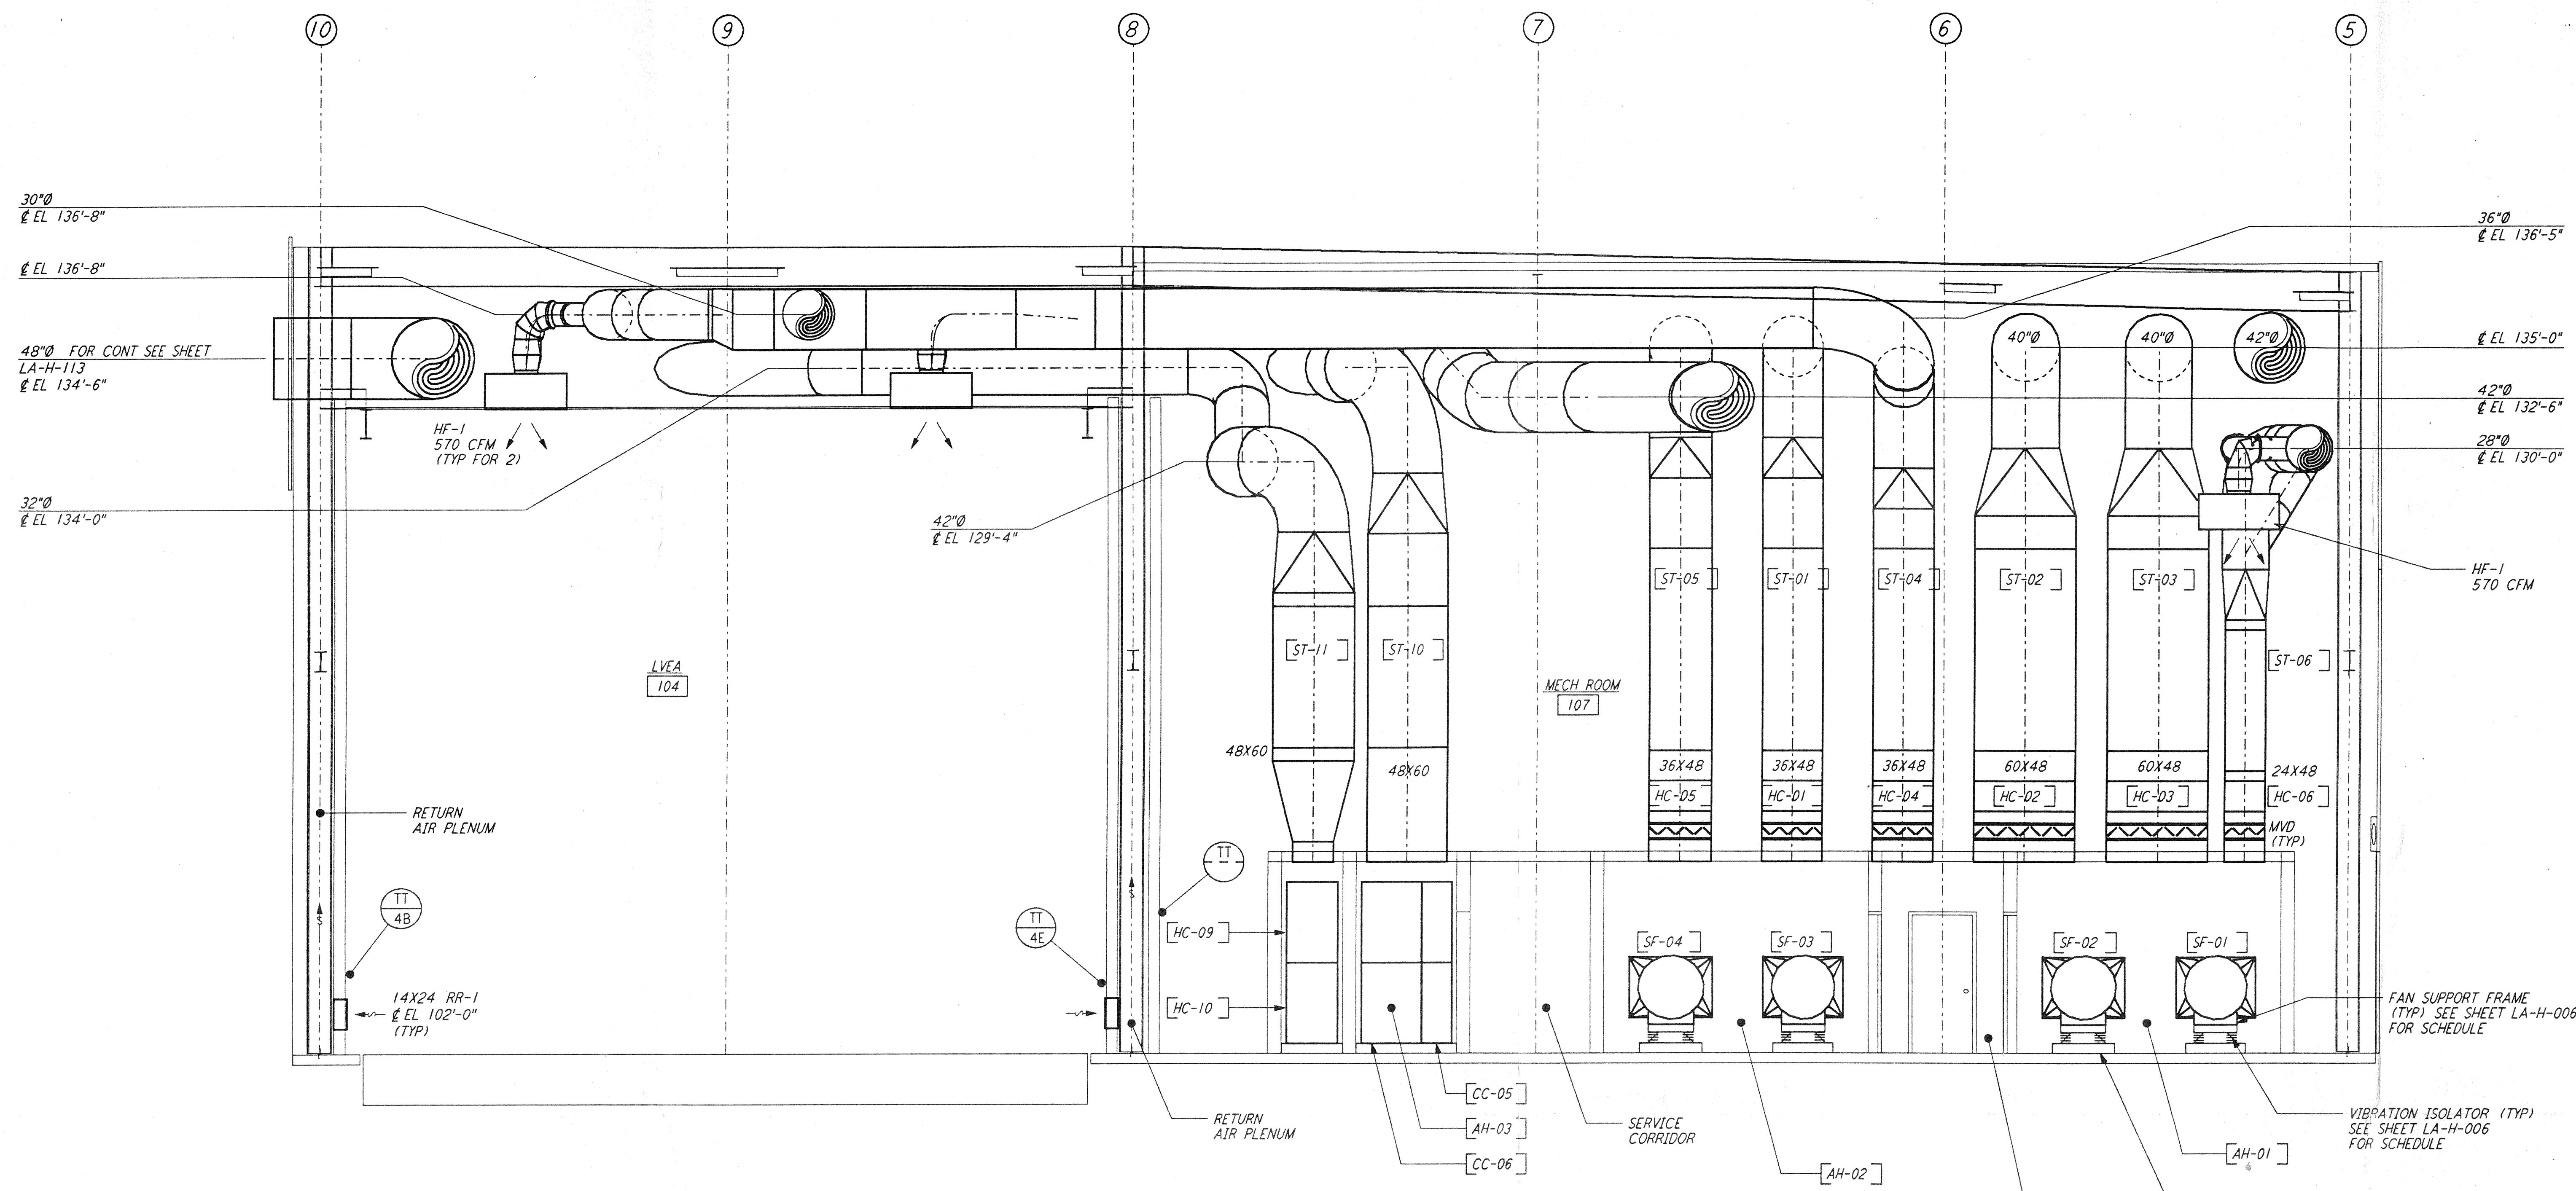 10
9
8
7
6
5
30"Ø
℄ EL 136'-8"
℄ EL 136'-8"
48"Ø FOR CONT SEE SHEET
LA-H-113
℄ EL 134'-6"
HF-1
570 CFM
(TYP FOR 2)
32"Ø
℄ EL 134'-0"
42"Ø
℄ EL 129'-4"
36"Ø
℄ EL 136'-5"
40"Ø
40"Ø
42"Ø
℄ EL 135'-0"
42"Ø
℄ EL 132'-6"
28"Ø
℄ EL 130'-0"
HF-1
570 CFM
ST-05
ST-01
ST-04
ST-02
ST-03
ST-11
ST-10
ST-06
LVEA
104
MECH ROOM
107
48X60
48X60
36X48
36X48
36X48
60X48
60X48
24X48
HC-05
HC-01
HC-04
HC-02
HC-03
HC-06
MVD
(TYP)
RETURN
AIR PLENUM
TT
4B
TT
4E
TT
14X24 RR-1
℄ EL 102'-0"
(TYP)
HC-09
HC-10
SF-04
SF-03
SF-02
SF-01
FAN SUPPORT FRAME
(TYP) SEE SHEET LA-H-006
FOR SCHEDULE
CC-05
AH-03
CC-06
RETURN
AIR PLENUM
SERVICE
CORRIDOR
AH-02
VIBRATION ISOLATOR (TYP)
SEE SHEET LA-H-006
FOR SCHEDULE
AH-01